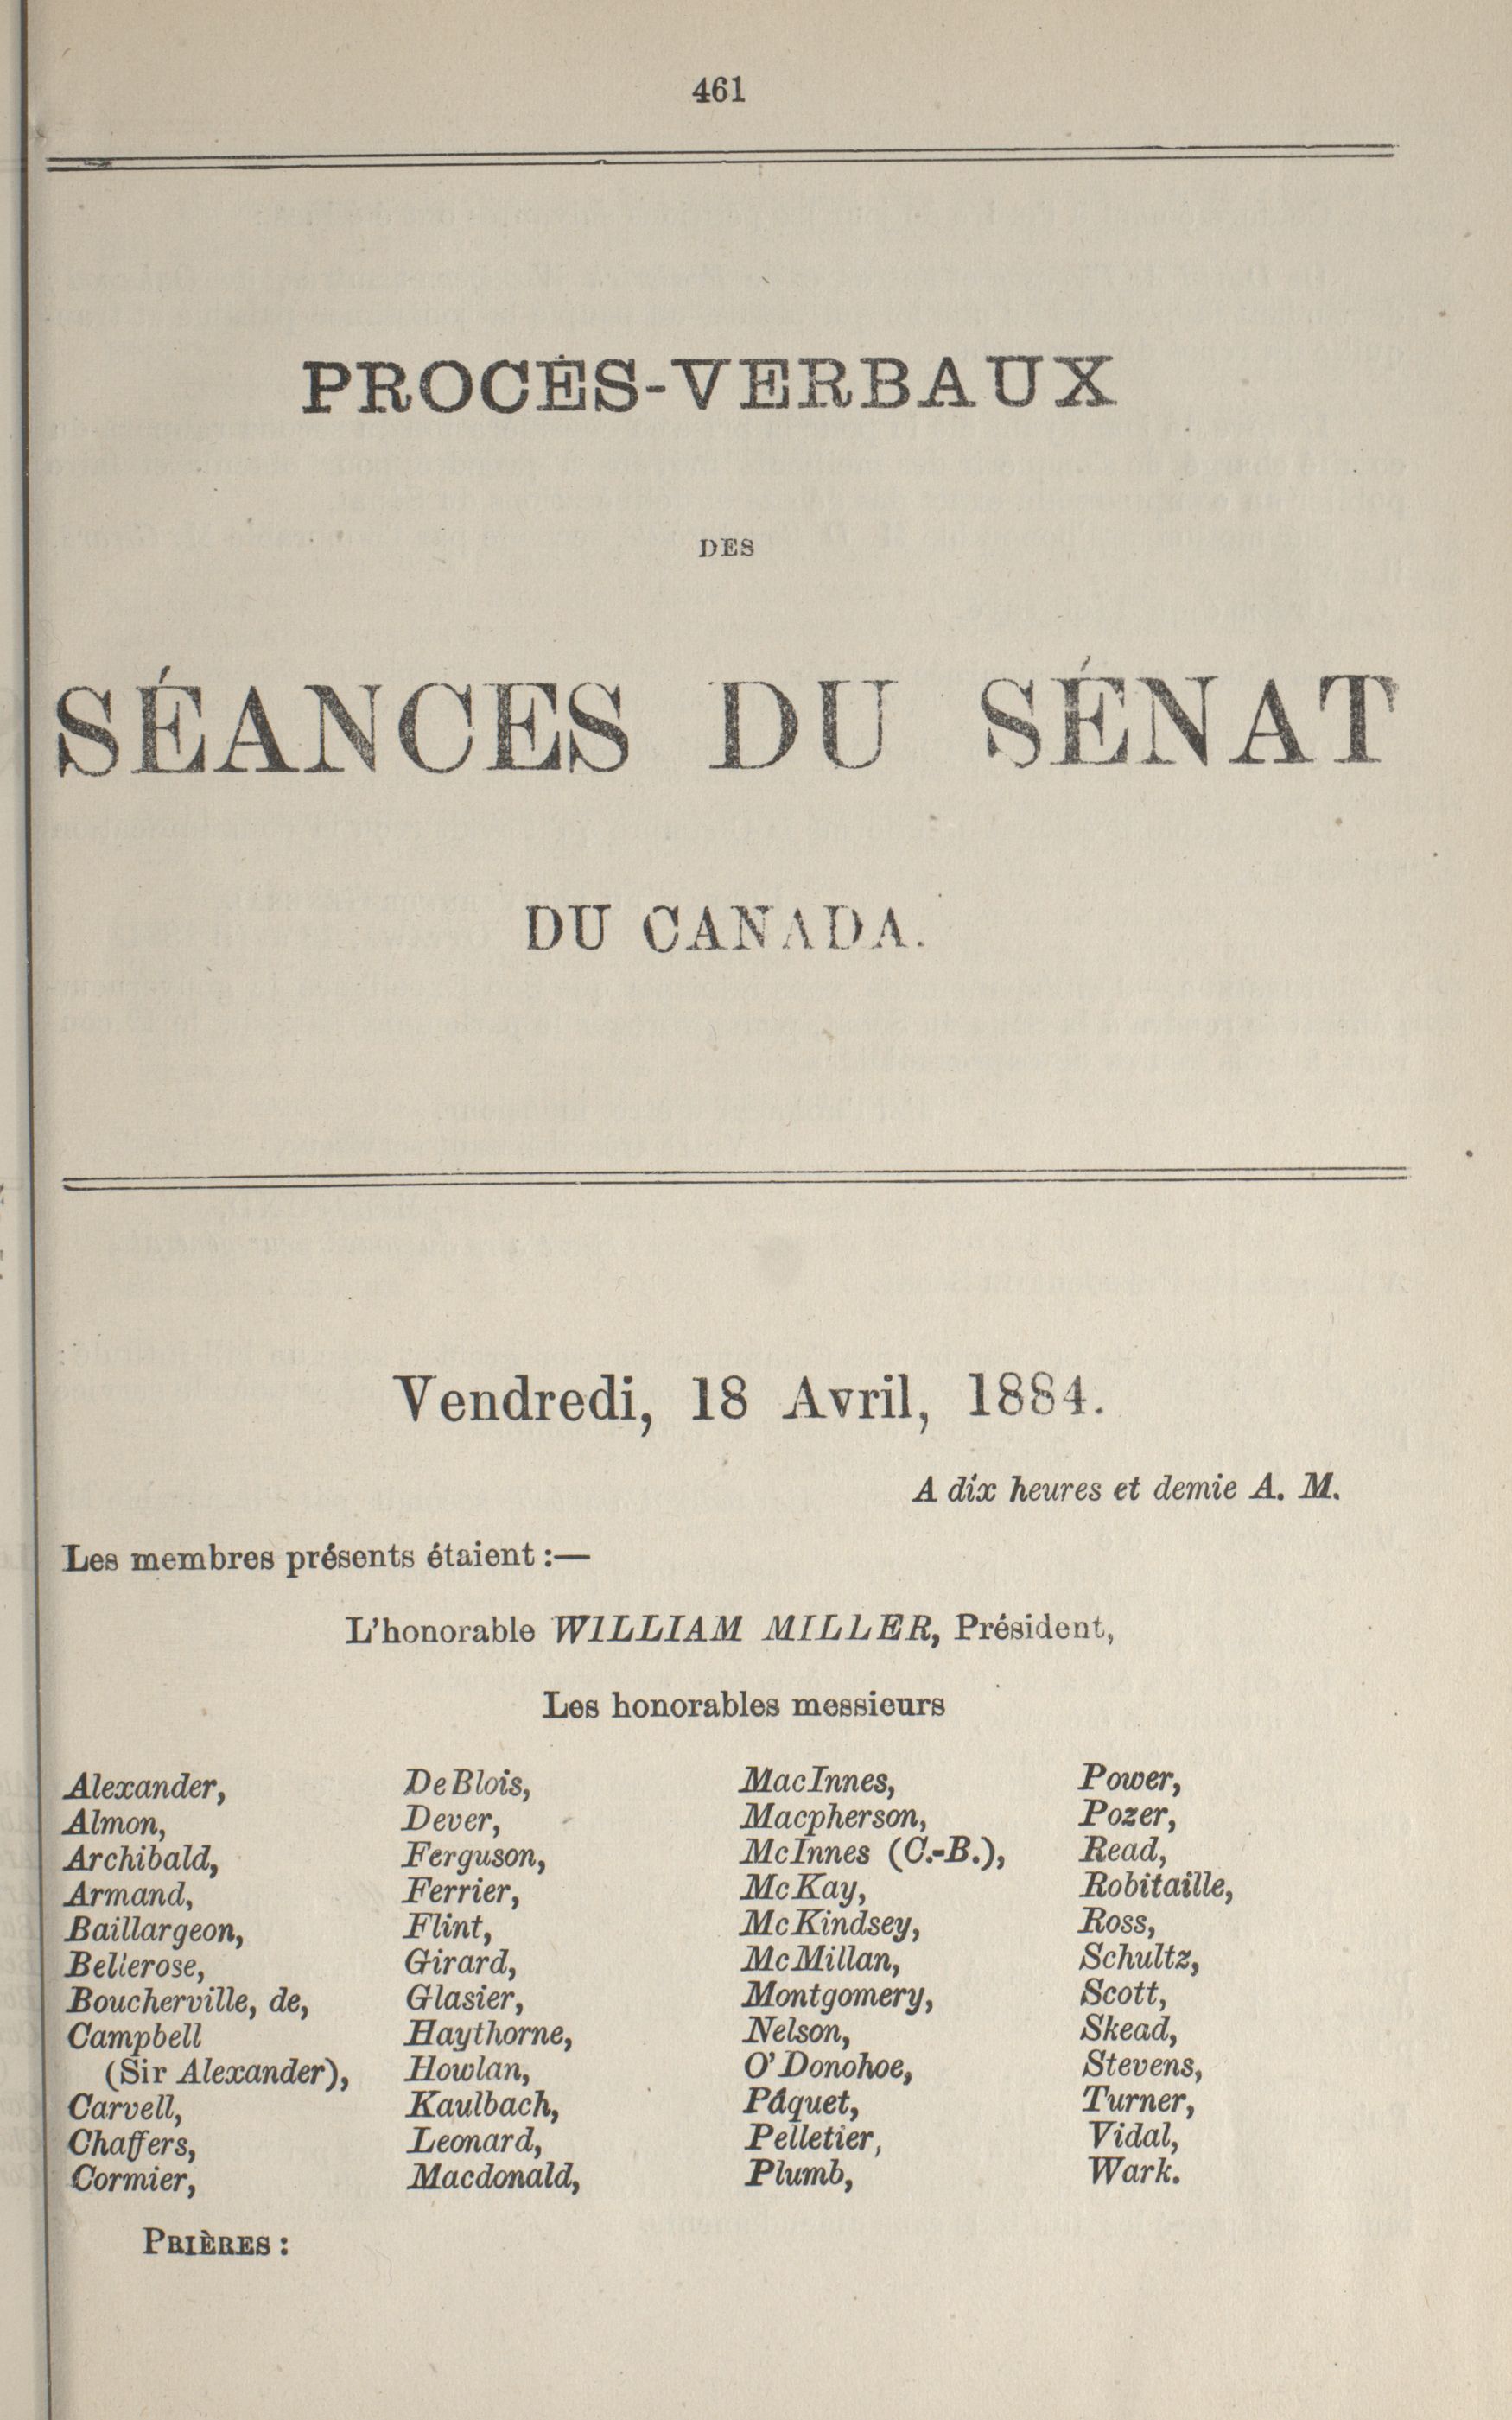 461
PROCÈS-VERBAUX
DES
SÉANCES DU SÉNAT
DU CANADA.
Vendredi, 18 Avril, 1884.
A dix heures et demie A. M.
Les membres présents étaient :—
L'honorable WILLIAM MILLER, Président,
Les honorables messieurs
Alexander,
Almon,
Archibald,
Armand,
Baillargeon,
Bellerose,
Boucherville, de,
Campbell
(Sir Alexander),
Carvell,
Chaffers,
Cormier,
DeBlois,
Dever,
Ferguson,
Ferrier,
Flint,
Girard,
Glasier,
Haythorne,
Howlan,
Kaulbach,
Leonard,
Macdonald,
MacInnes,
Macpherson,
McInnes (C.-B.),
McKay,
McKindsey,
McMillan,
Montgomery,
Nelson,
O'Donohoe,
Pâquet,
Pelletier,
Plumb,
Power,
Pozer,
Read,
Robitaille,
Ross,
Schultz,
Scott,
Skead,
Stevens,
Turner,
Vidal,
Wark.
PRIÈRES :